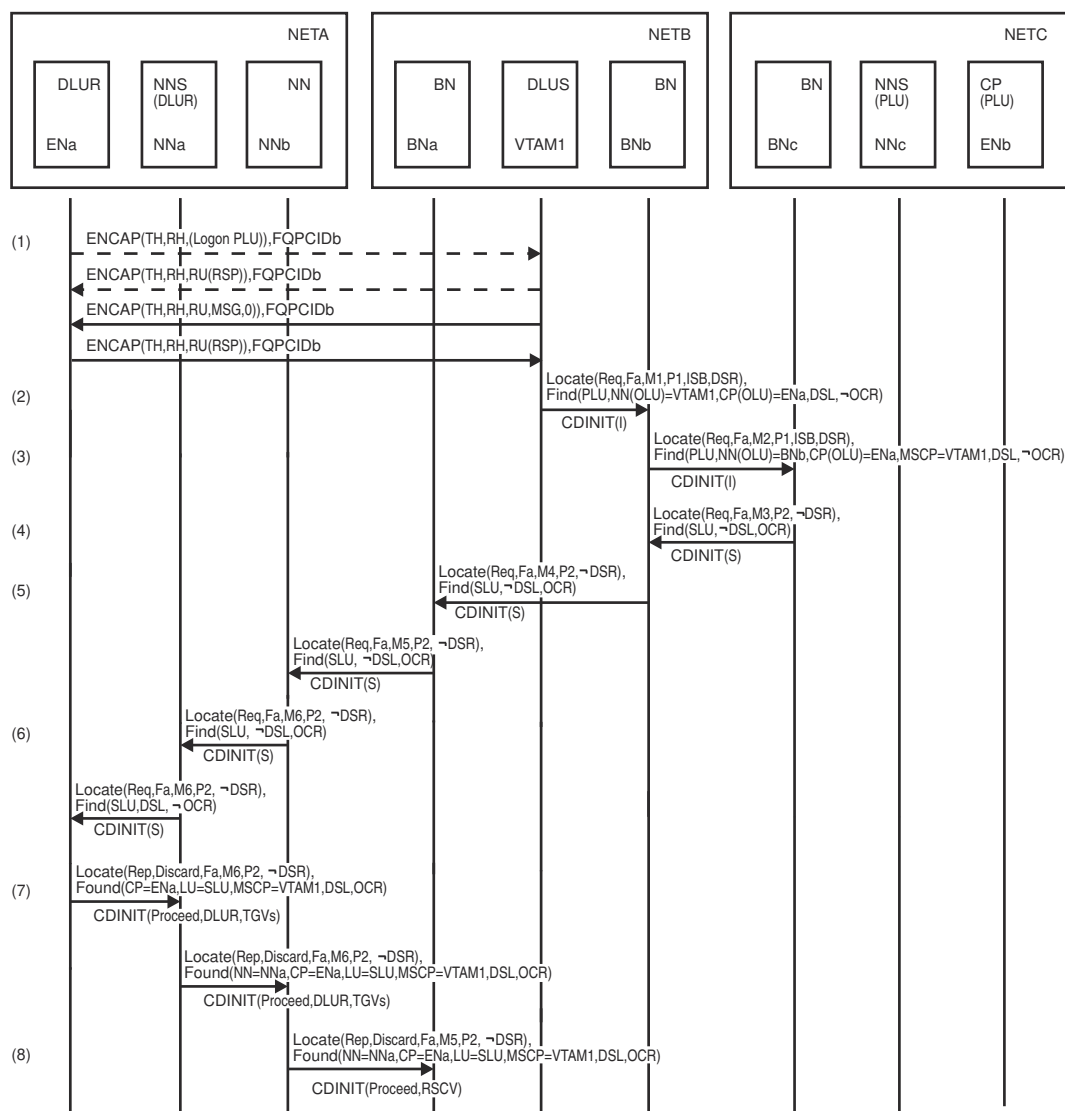 NETA
NETB
NETC
DLUR
NNS
(DLUR)
NN
BN
DLUS
BN
BN
NNS
(PLU)
CP
(PLU)
ENa
NNa
NNb
BNa
VTAM1
BNb
BNc
NNc
ENb
(1)
ENCAP(TH,RH,(Logon PLU)),FQPCIDb
ENCAP(TH,RH,RU(RSP)),FQPCIDb
ENCAP(TH,RH,RU,MSG,0)),FQPCIDb
ENCAP(TH,RH,RU(RSP)),FQPCIDb
(2)
Locate(Req,Fa,M1,P1,ISB,DSR),
Find(PLU,NN(OLU)=VTAM1,CP(OLU)=ENa,DSL,¬OCR)
CDINIT(I)
(3)
Locate(Req,Fa,M2,P1,ISB,DSR),
Find(PLU,NN(OLU)=BNb,CP(OLU)=ENa,MSCP=VTAM1,DSL,¬OCR)
CDINIT(I)
(4)
Locate(Req,Fa,M3,P2, ¬DSR),
Find(SLU,¬DSL,OCR)
CDINIT(S)
(5)
Locate(Req,Fa,M4,P2,¬DSR),
Find(SLU,¬DSL,OCR)
CDINIT(S)
Locate(Req,Fa,M5,P2, ¬DSR),
Find(SLU, ¬DSL,OCR)
CDINIT(S)
(6)
Locate(Req,Fa,M6,P2, ¬DSR),
Find(SLU, ¬DSL,OCR)
CDINIT(S)
Locate(Req,Fa,M6,P2, ¬DSR),
Find(SLU,DSL, ¬OCR)
CDINIT(S)
(7)
Locate(Rep,Discard,Fa,M6,P2, ¬DSR),
Found(CP=ENa,LU=SLU,MSCP=VTAM1,DSL,OCR)
CDINIT(Proceed,DLUR,TGVs)
Locate(Rep,Discard,Fa,M6,P2, ¬DSR),
Found(NN=NNa,CP=ENa,LU=SLU,MSCP=VTAM1,DSL,OCR)
CDINIT(Proceed,DLUR,TGVs)
(8)
Locate(Rep,Discard,Fa,M5,P2, ¬DSR),
Found(NN=NNa,CP=ENa,LU=SLU,MSCP=VTAM1,DSL,OCR)
CDINIT(Proceed,RSCV)